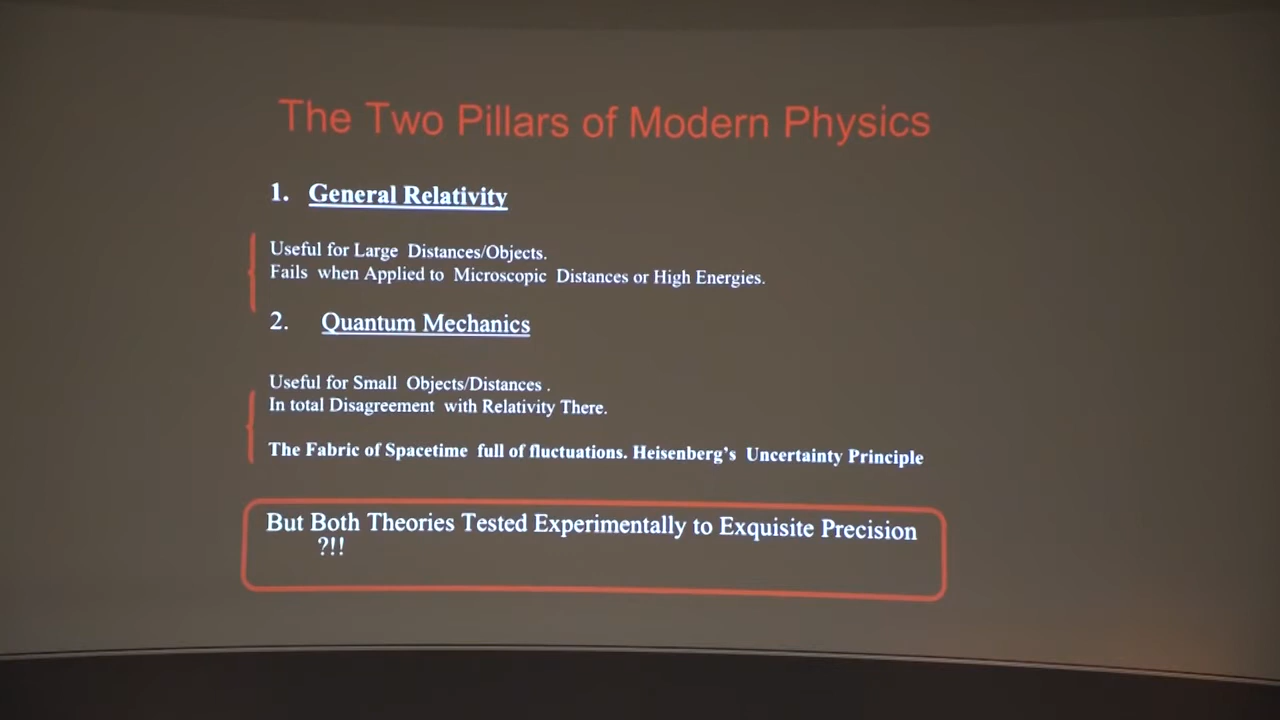 The Two Pillars of Modern Physics
1. General Relativity
Useful for Large Distances/Objects.
Fails when Applied to Microscopic Distances or High Energies.
2. Quantum Mechanics
Useful for Small Objects/Distances .
In total Disagreement with Relativity There.
The Fabric of Spacetime full of fluctuations. Heisenberg's Uncertainty Principle
But Both Theories Tested Experimentally to Exquisite Precision
?!!